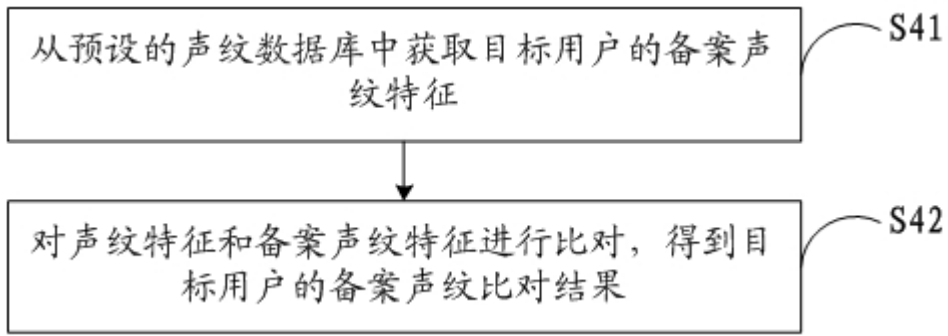 从预设的声纹数据库中获取目标用户的备案声
纹特征
S41
对声纹特征和备案声纹特征进行比对，得到目
标用户的备案声纹比对结果
S42